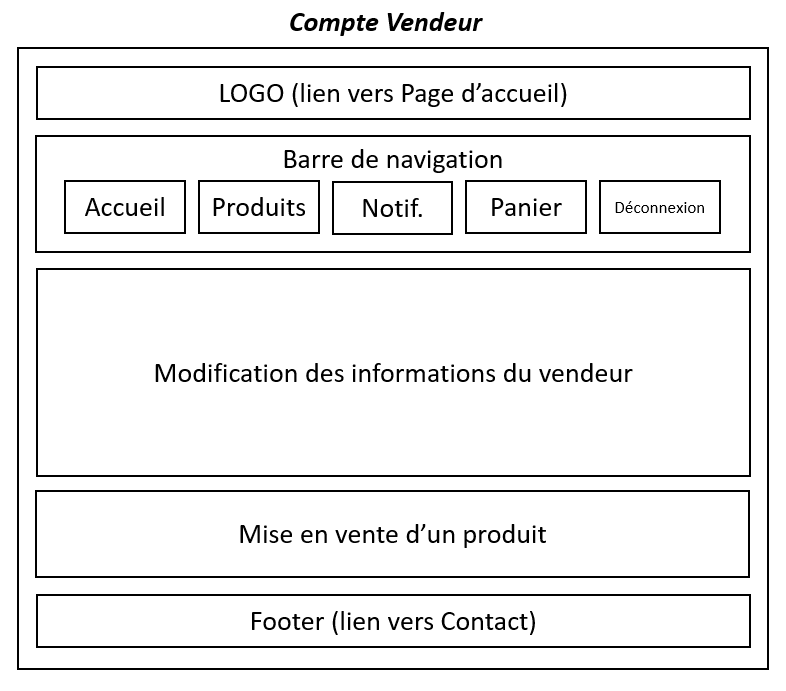 Compte Vendeur
LOGO (lien vers Page d’accueil)
Barre de navigation
Accueil
Produits
Notif.
Panier
Déconnexion
Modification des informations du vendeur
Mise en vente d’un produit
Footer (lien vers Contact)